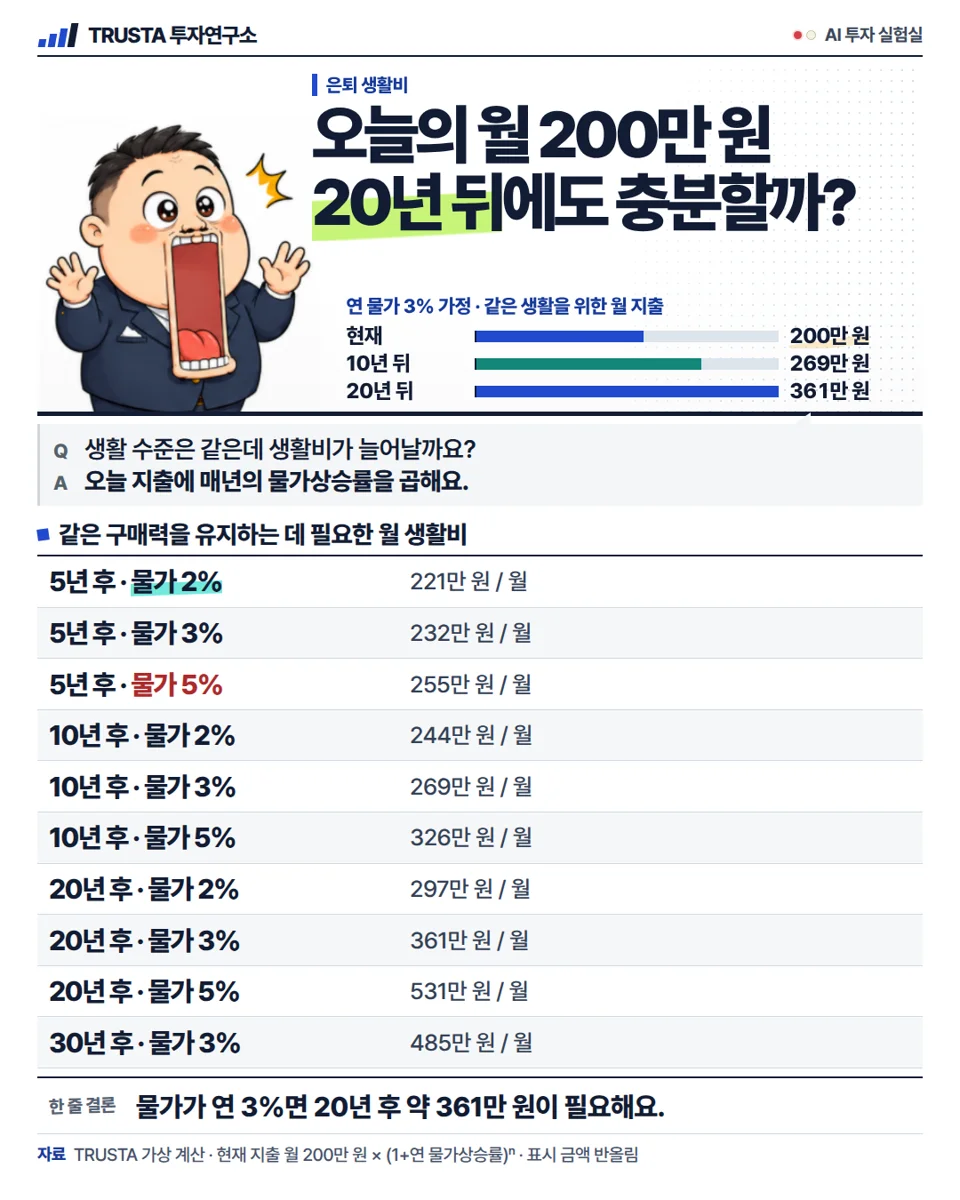 TRUSTA 투자연구소
AI 투자 실험실
은퇴 생활비
오늘의 월 200만 원
20년 뒤에도 충분할까?
연 물가 3% 가정 · 같은 생활을 위한 월 지출
현재 200만 원
10년 뒤 269만 원
20년 뒤 361만 원
Q 생활 수준은 같은데 생활비가 늘어날까요?
A 오늘 지출에 매년의 물가상승률을 곱해요.
같은 구매력을 유지하는 데 필요한 월 생활비
5년 후 · 물가 2% 221만 원 / 월
5년 후 · 물가 3% 232만 원 / 월
5년 후 · 물가 5% 255만 원 / 월
10년 후 · 물가 2% 244만 원 / 월
10년 후 · 물가 3% 269만 원 / 월
10년 후 · 물가 5% 326만 원 / 월
20년 후 · 물가 2% 297만 원 / 월
20년 후 · 물가 3% 361만 원 / 월
20년 후 · 물가 5% 531만 원 / 월
30년 후 · 물가 3% 485만 원 / 월
한 줄 결론 물가가 연 3%면 20년 후 약 361만 원이 필요해요.
자료 TRUSTA 가상 계산 · 현재 지출 월 200만 원 × (1+연 물가상승률)ⁿ · 표시 금액 반올림